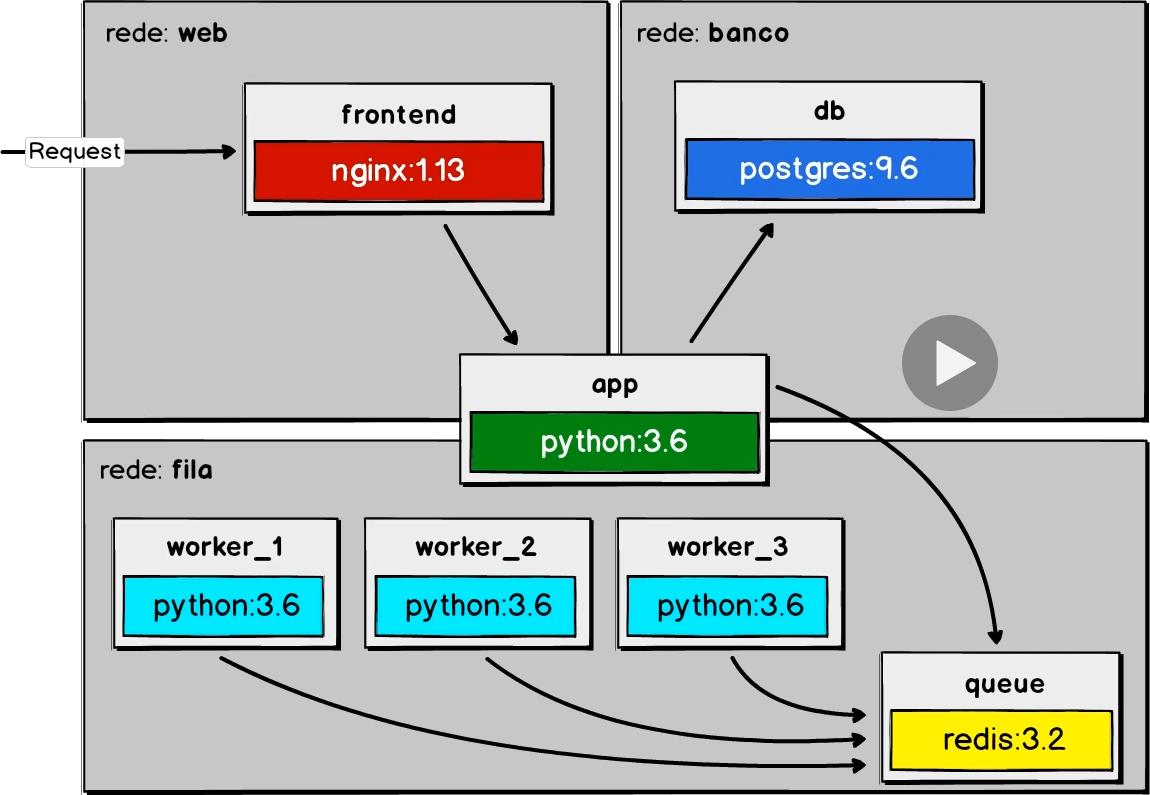 rede: web
rede: banco
frontend
nginx:1.13
db
postgres:9.6
Request
app
python:3.6
rede: fila
worker_1
python:3.6
worker_2
python:3.6
worker_3
python:3.6
queue
redis:3.2